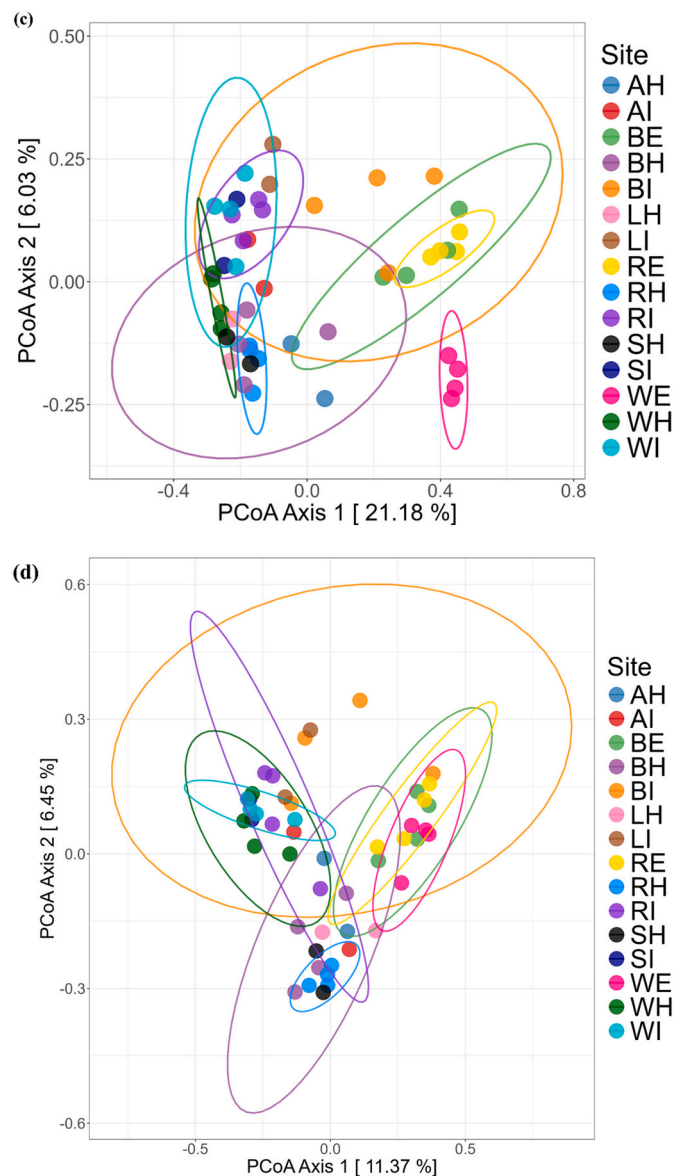 (c)
0.50
0.25
0.00
-0.25
PCoA Axis 2 [ 6.03 %]
-0.4
0.0
0.4
0.8
PCoA Axis 1 [ 21.18 %]
Site
AH
AI
BE
BH
BI
LH
LI
RE
RH
RI
SH
SI
WE
WH
WI
(d)
0.6
0.3
0.0
-0.3
-0.6
PCoA Axis 2 [ 6.45 %]
-0.5
0.0
0.5
PCoA Axis 1 [ 11.37 %]
Site
AH
AI
BE
BH
BI
LH
LI
RE
RH
RI
SH
SI
WE
WH
WI